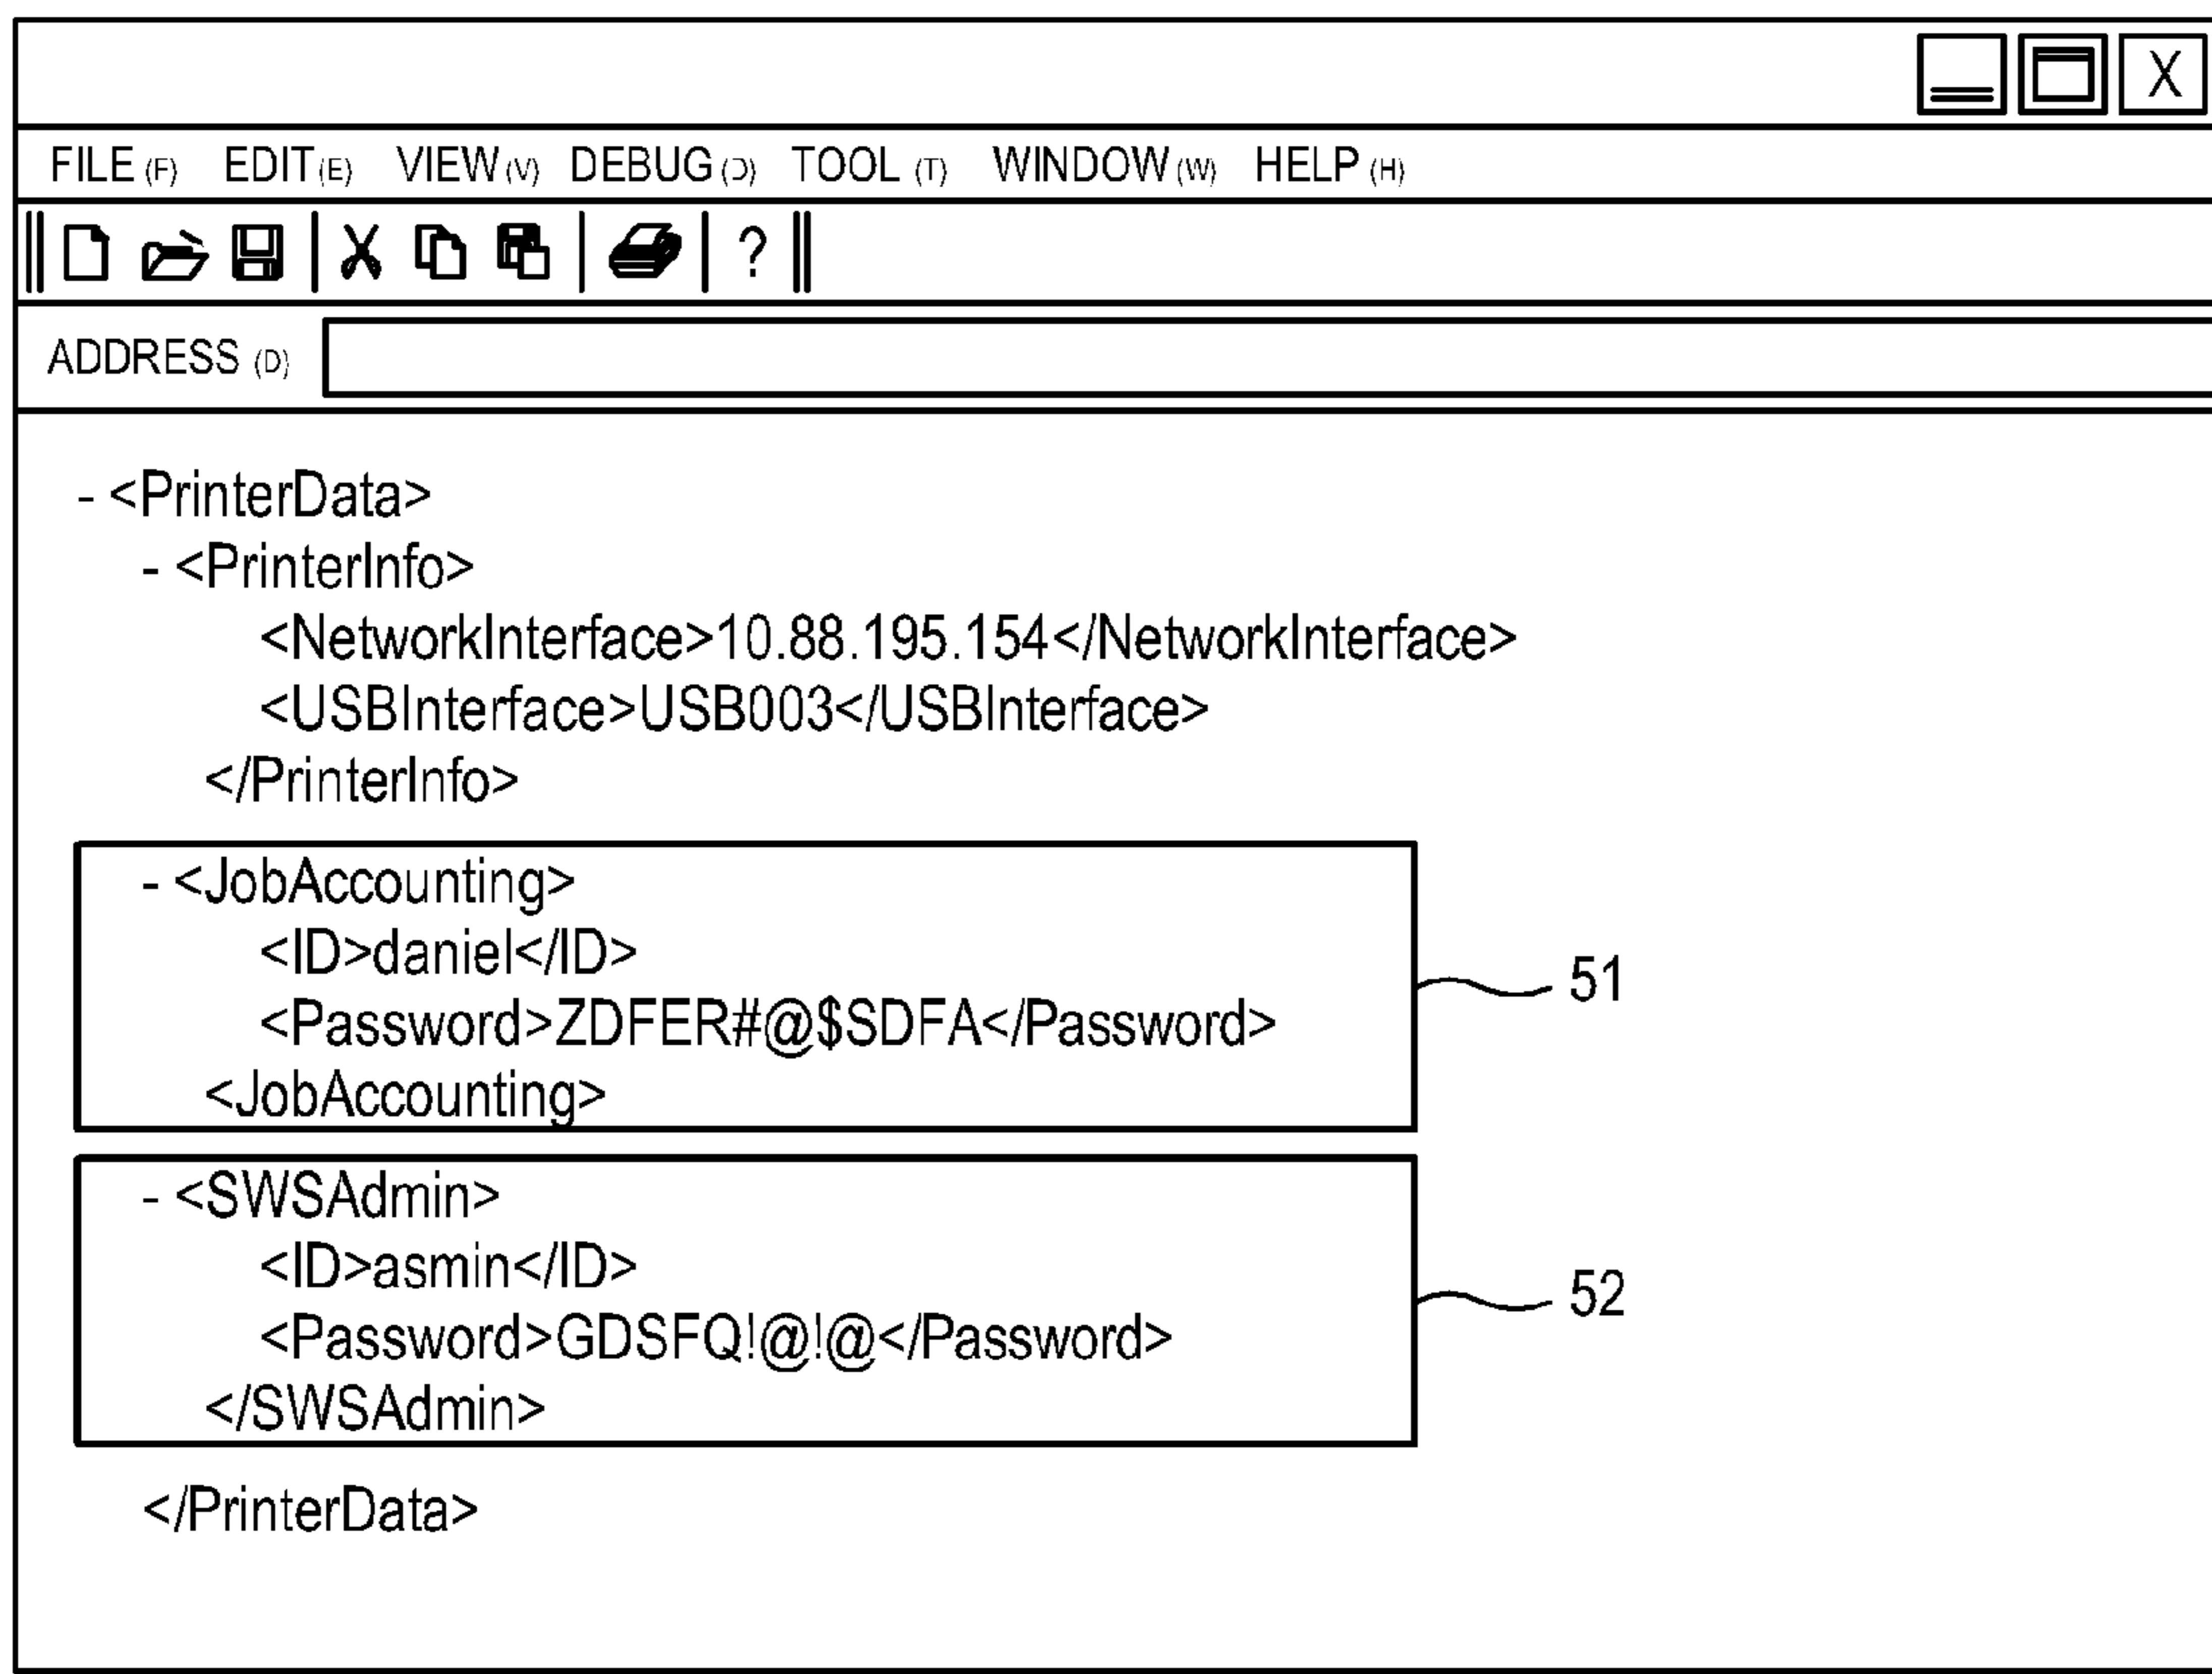 X
FILE (F) EDIT(E) VIEW(V) DEBUG(D) TOOL (T) WINDOW(W) HELP(H)
?
ADDRESS (D)
- <PrinterData>
- <PrinterInfo>
<NetworkInterface>10.88.195.154</NetworkInterface>
<USBInterface>USB003</USBInterface>
</PrinterInfo>
- <JobAccounting>
<ID>daniel</ID>
<Password>ZDFER#@$SDFA</Password>
<JobAccounting>
51
- <SWSAdmin>
<ID>asmin</ID>
<Password>GDSFQ!@!@</Password>
</SWSAdmin>
52
</PrinterData>